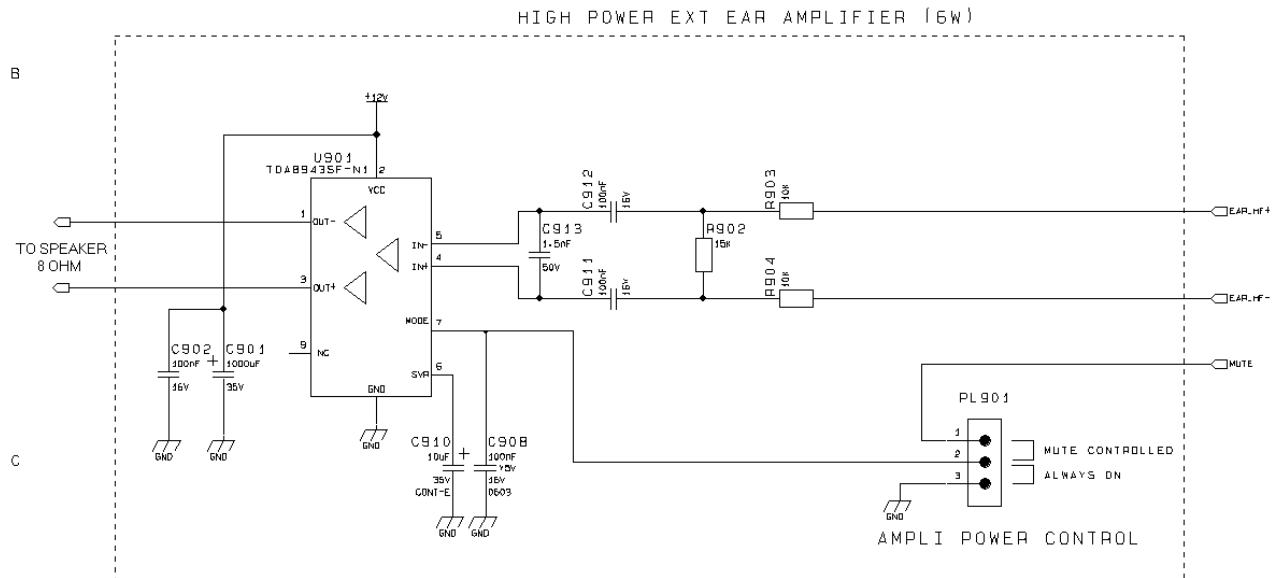 HIGH POWER EXT EAR AMPLIFIER (6W)
B
+12V
U901
TDA8943SF-N1
2
VCC
1
OUT-
TO SPEAKER
8 OHM
3
OUT+
5
IN-
4
IN+
MODE
7
9
NC
SVR
6
GND
C912
100nF
16V
C913
1.5nF
50V
C911
100nF
16V
R902
15K
R903
10K
R904
10K
EAR_HF+
EAR_HF-
MUTE
C902
100nF
16V
C901
+
1000uF
35V
GND
GND
GND
C
C910
10uF
+
35V
CONT-E
C908
100nF
Y5V
16V
0603
GND
GND
PL901
1
2
3
MUTE CONTROLLED
ALWAYS ON
GND
AMPLI POWER CONTROL